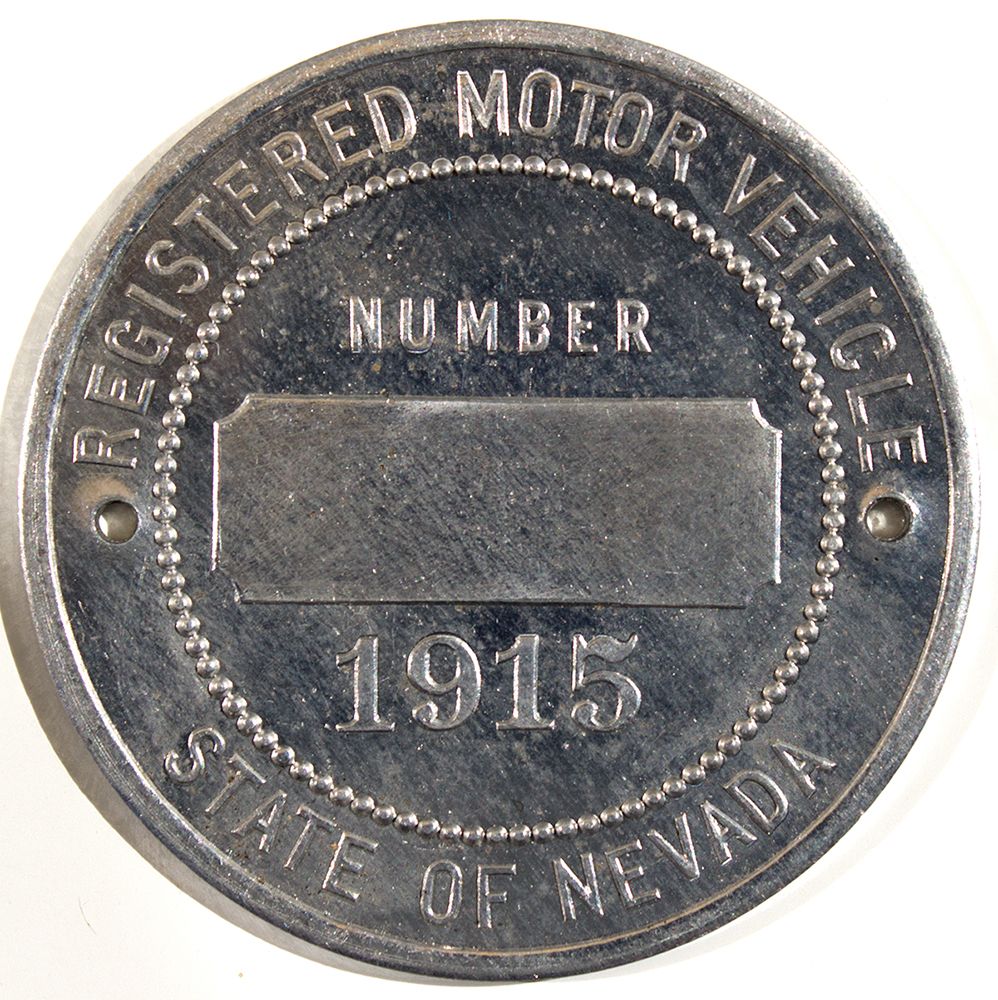 REGISTERED MOTOR VEHICLE
NUMBER
1915
STATE OF NEVADA